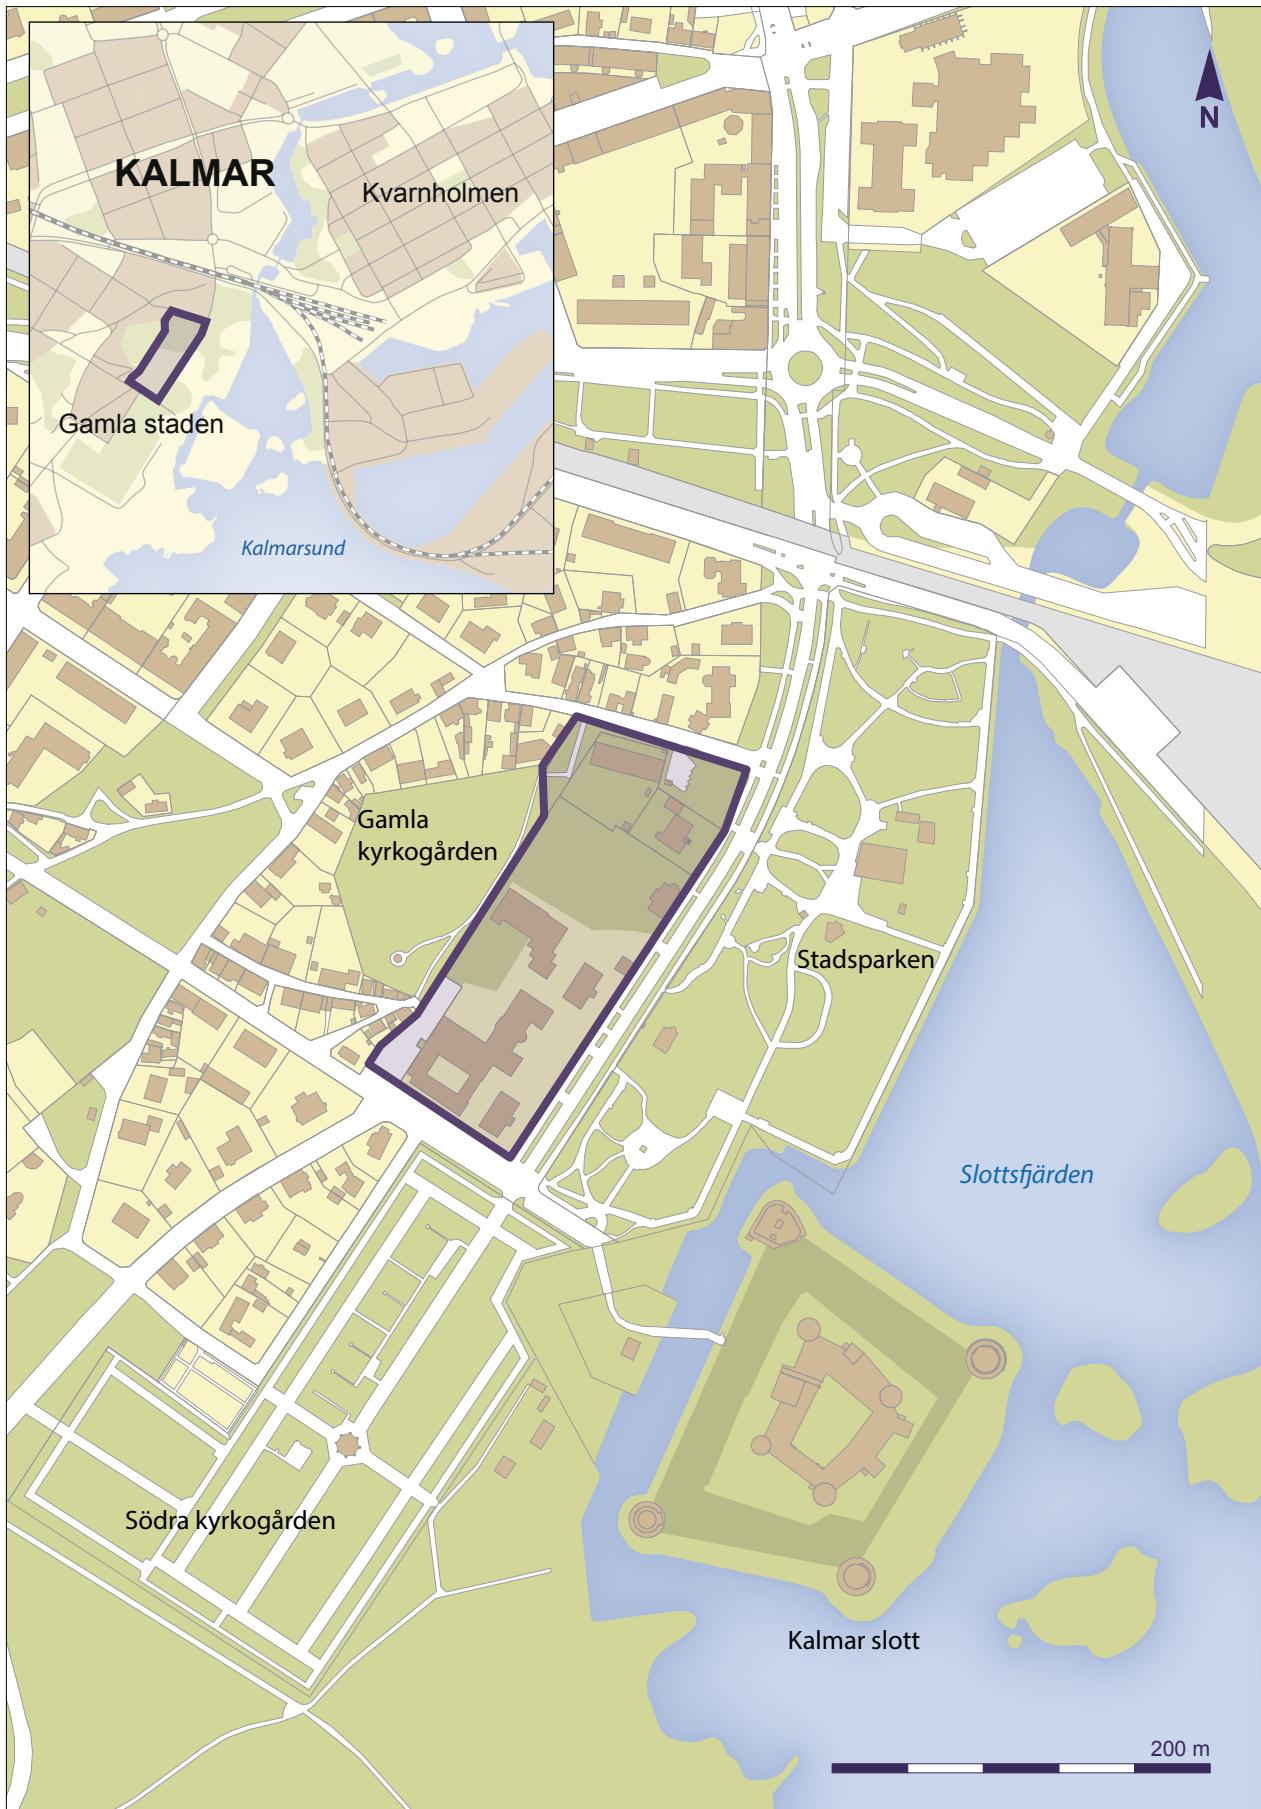 KALMAR
Kvarnholmen
Gamla staden
Kalmarsund
N
Gamla
kyrkogården
Stadsparken
Slottsfjärden
Södra kyrkogården
Kalmar slott
200 m